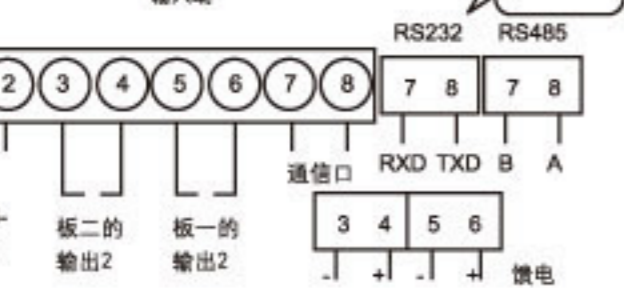 RS232 RS485
2 3 4 5 6 7 8
7 8 7 8
通信口
RXD TXD B A
板二的
输出2
板一的
输出2
3 4 5 6
- + - + 馈电